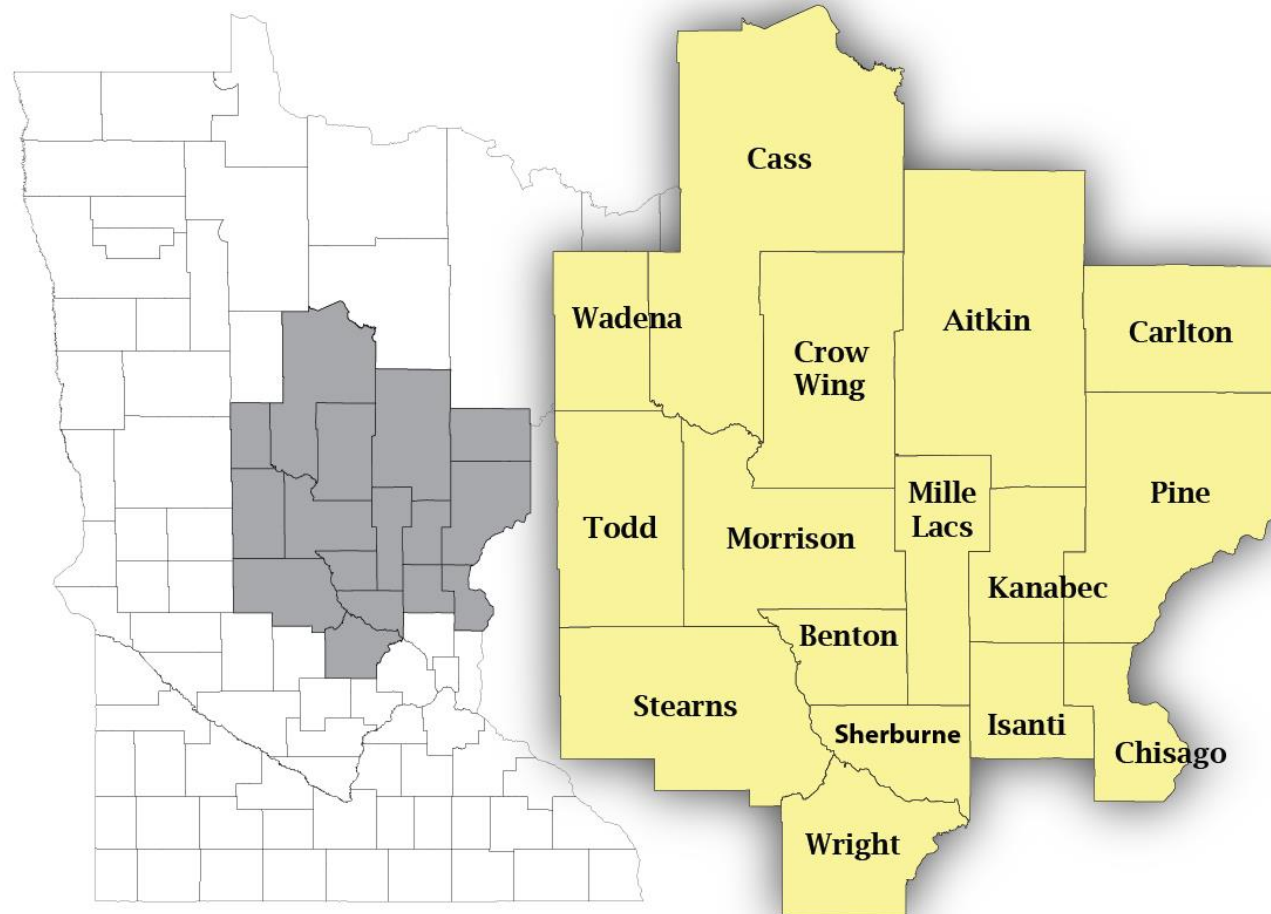 Cass
Wadena
Crow
Wing
Aitkin
Carlton
Todd
Morrison
Mille
Lacs
Pine
Kanabec
Benton
Stearns
Sherburne
Isanti
Chisago
Wright